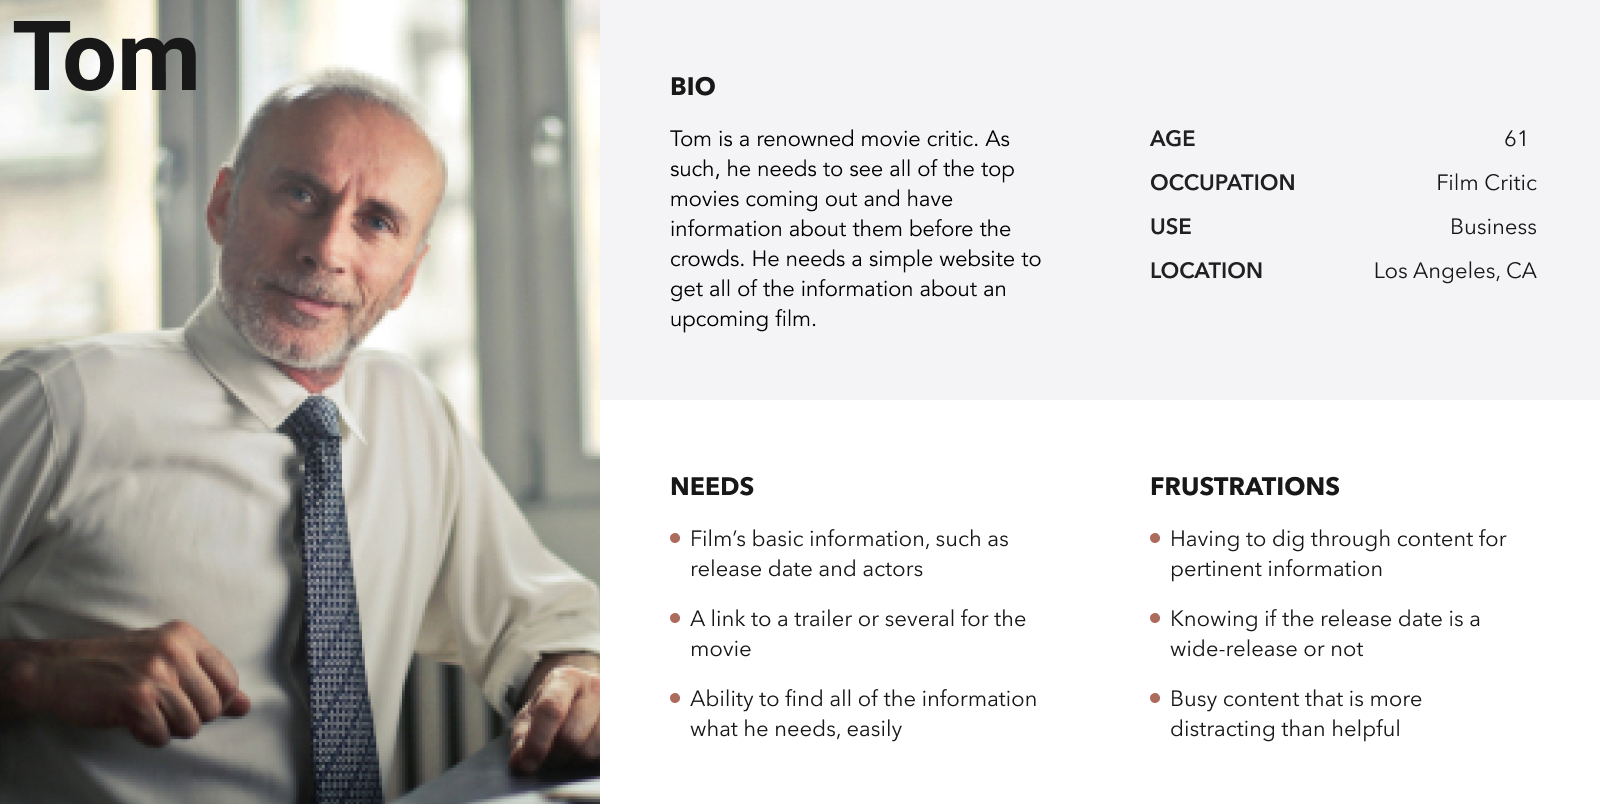 Tom
BIO
Tom is a renowned movie critic. As
such, he needs to see all of the top
movies coming out and have
information about them before the
crowds. He needs a simple website to
get all of the information about an
upcoming film.
AGE 61
OCCUPATION Film Critic
USE Business
LOCATION Los Angeles, CA
NEEDS
Film’s basic information, such as
release date and actors
A link to a trailer or several for the
movie
Ability to find all of the information
what he needs, easily
FRUSTRATIONS
Having to dig through content for
pertinent information
Knowing if the release date is a
wide-release or not
Busy content that is more
distracting than helpful